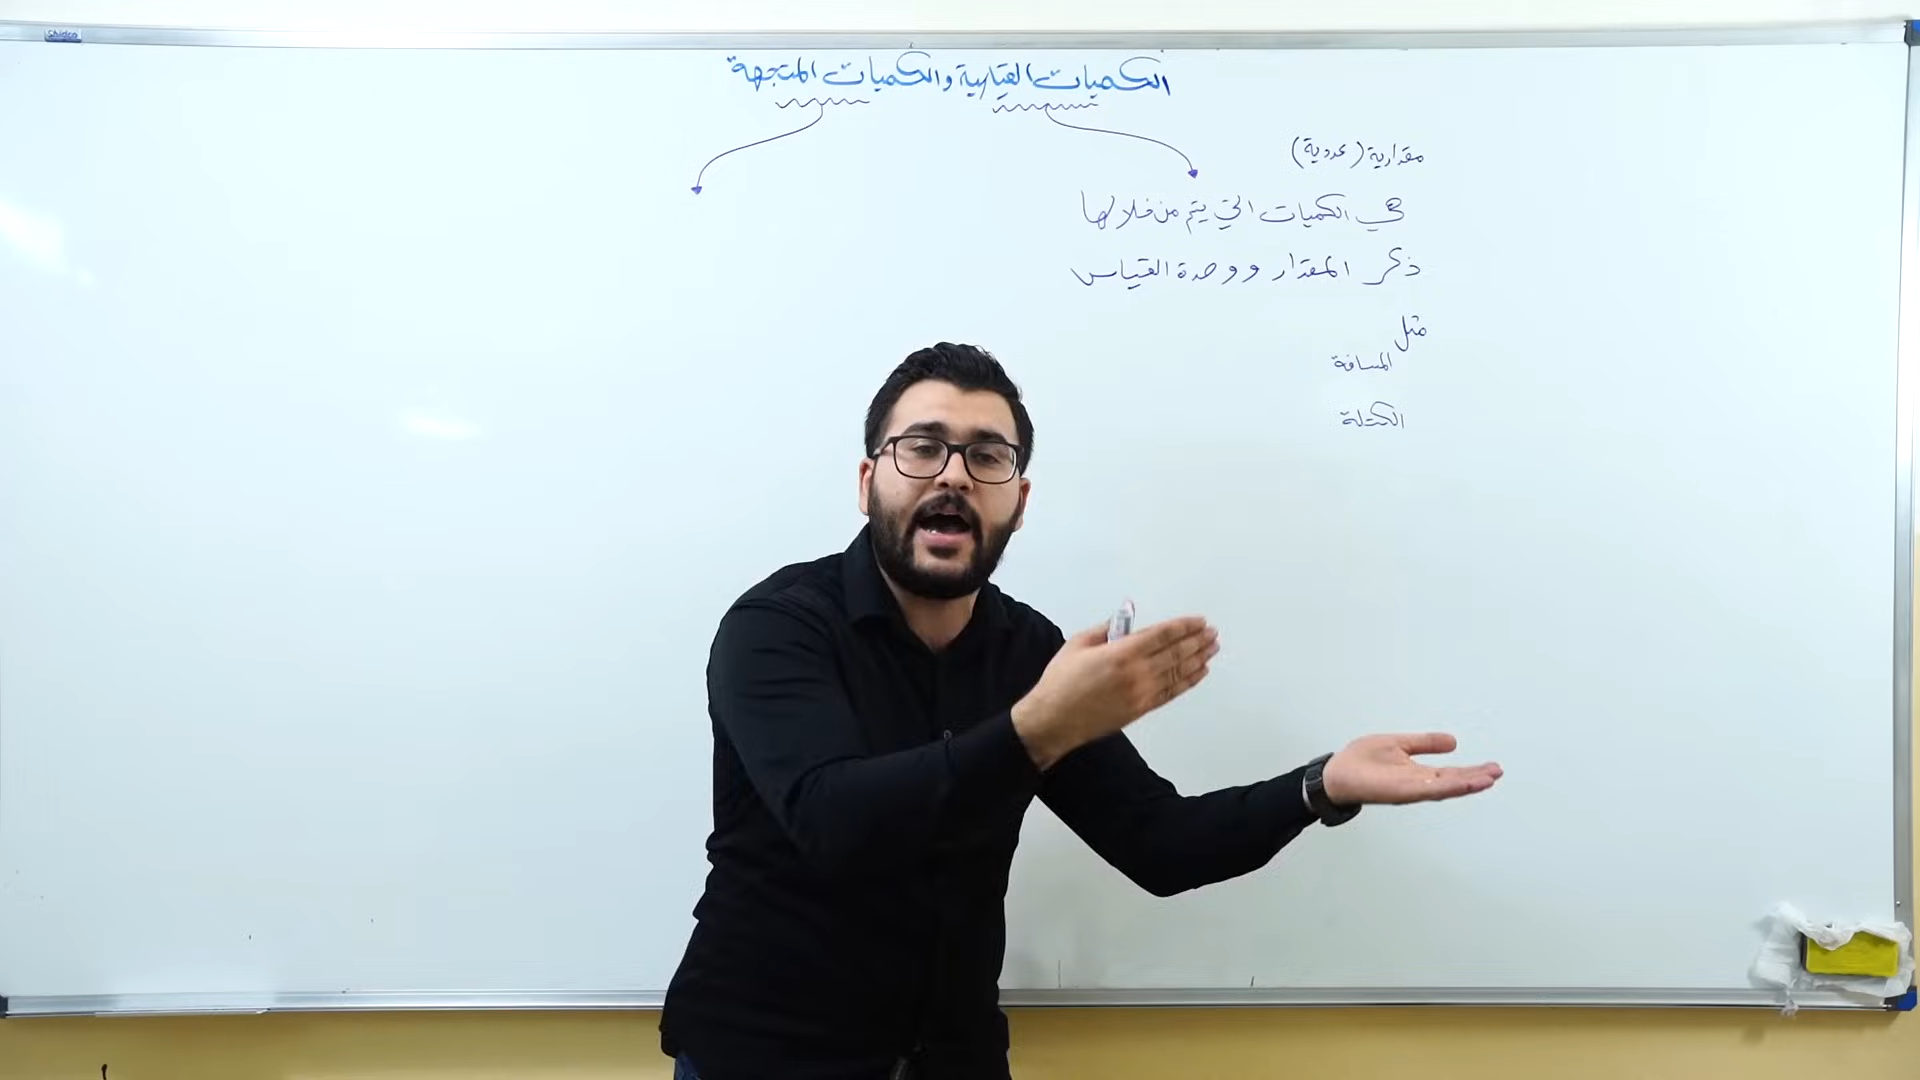 Shidco
الكميات القياسية والكميات المتجهة
مقدارية (عددية)
هي الكميات التي يتم من خلالها
ذكر المقدار ووحدة القياس
مثل
المسافة
الكتلة